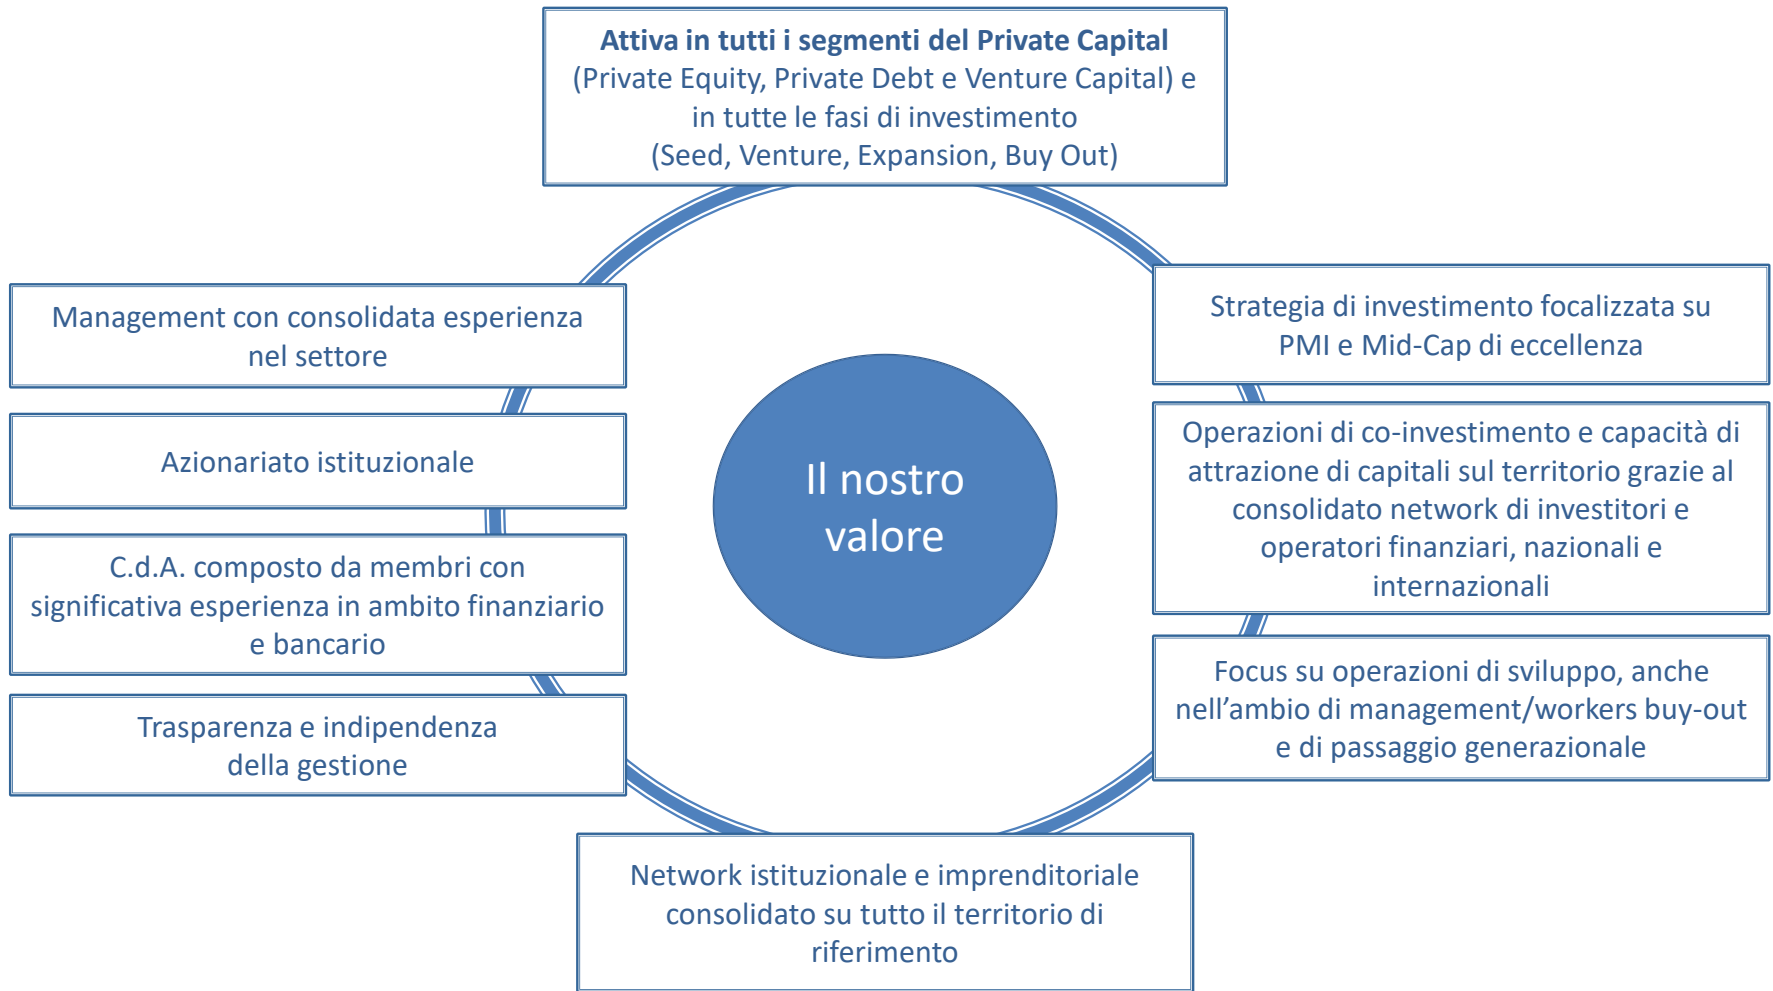 Attiva in tutti i segmenti del Private Capital
(Private Equity, Private Debt e Venture Capital) e
in tutte le fasi di investimento
(Seed, Venture, Expansion, Buy Out)
Management con consolidata esperienza
nel settore
Azionariato istituzionale
C.d.A. composto da membri con
significativa esperienza in ambito finanziario
e bancario
Trasparenza e indipendenza
della gestione
Il nostro
valore
Strategia di investimento focalizzata su
PMI e Mid-Cap di eccellenza
Operazioni di co-investimento e capacità di
attrazione di capitali sul territorio grazie al
consolidato network di investitori e
operatori finanziari, nazionali e
internazionali
Focus su operazioni di sviluppo, anche
nell’ambio di management/workers buy-out
e di passaggio generazionale
Network istituzionale e imprenditoriale
consolidato su tutto il territorio di
riferimento